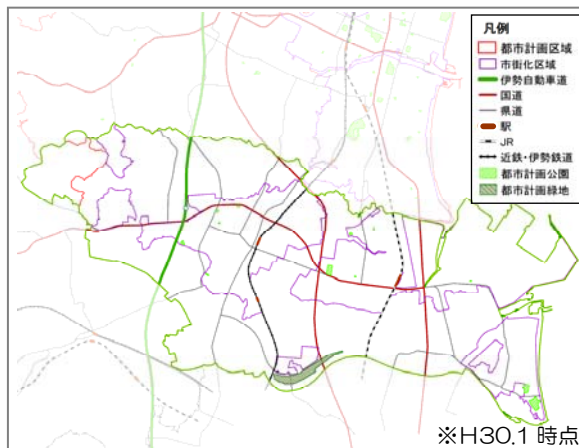 凡例
都市計画区域
市街化区域
伊勢自動車道
国道
県道
駅
JR
近鉄・伊勢鉄道
都市計画公園
都市計画緑地
※H30.1 時点